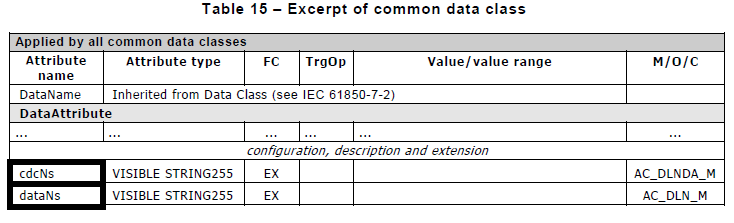 Table 15 – Excerpt of common data class
Applied by all common data classes
Attribute name Attribute type FC TrgOp Value/value range M/O/C
DataName Inherited from Data Class (see IEC 61850-7-2)
DataAttribute
... ... ... ... ... ...
configuration, description and extension
cdcNs VISIBLE STRING255 EX AC_DLNDA_M
dataNs VISIBLE STRING255 EX AC_DLN_M